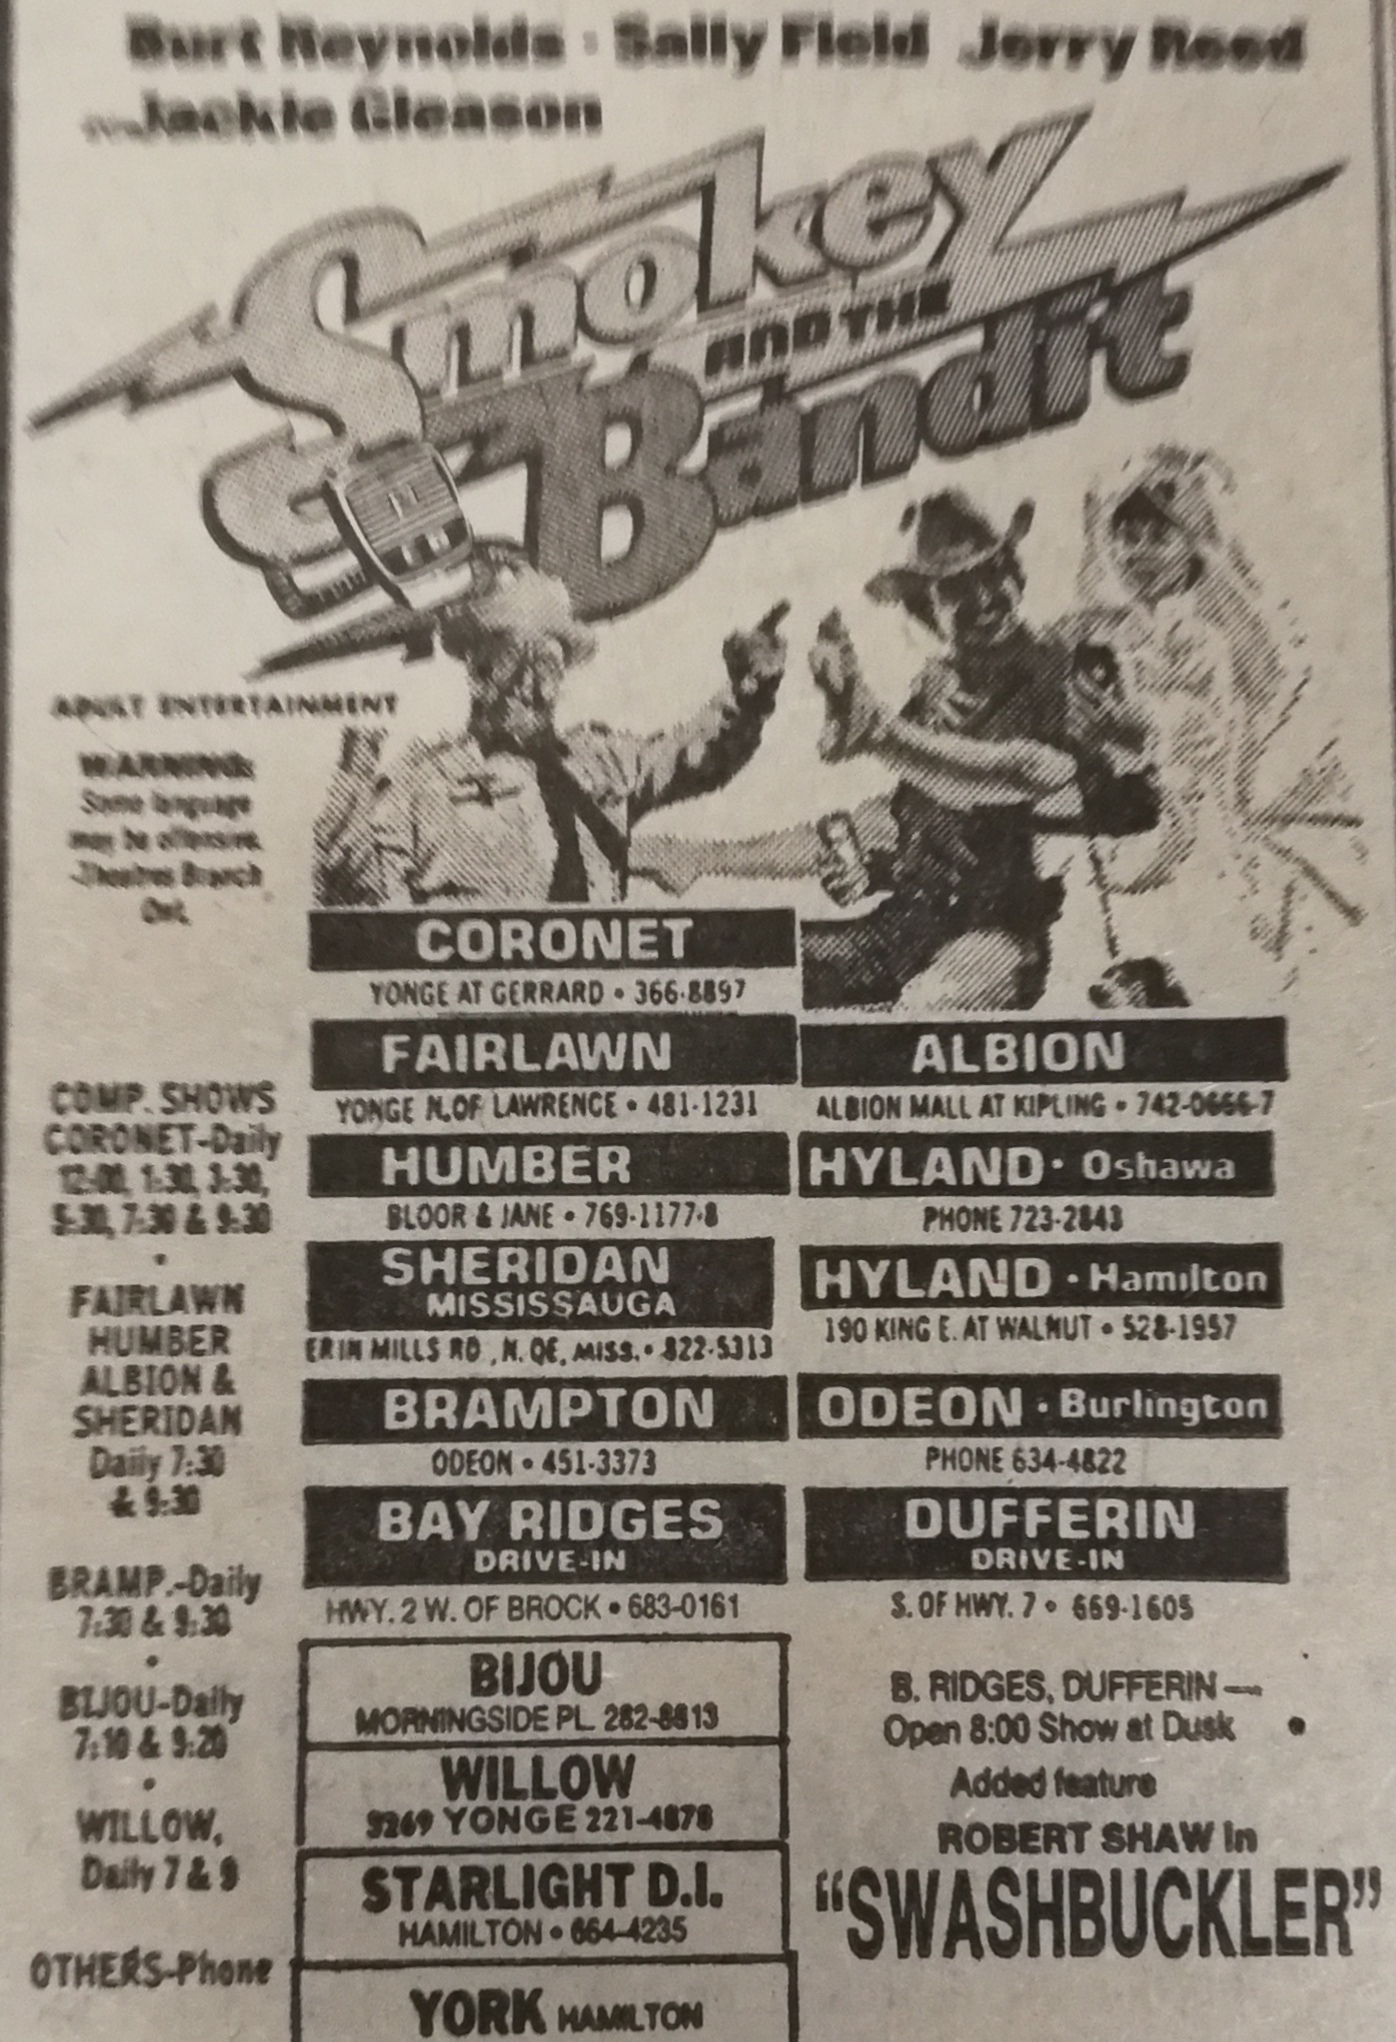 Burt Reynolds · Sally Field Jerry Reed
Jackie Gleason
Smokey
AND THE
Bandit
ADULT ENTERTAINMENT
WARNING:
Some language
may be offensive.
-Theatres Branch
Ont.
CORONET
YONGE AT GERRARD • 366-8897
FAIRLAWN
YONGE N. OF LAWRENCE • 481-1231
HUMBER
BLOOR & JANE • 769-1177-8
SHERIDAN
MISSISSAUGA
ERIN MILLS RD., N. QE, MISS. • 822-5313
BRAMPTON
ODEON • 451-3373
BAY RIDGES
DRIVE-IN
HWY. 2 W. OF BROCK • 683-0161
BIJOU
MORNINGSIDE PL. 282-8813
WILLOW
5269 YONGE 221-4878
STARLIGHT D.I.
HAMILTON • 664-4235
YORK HAMILTON
ALBION
ALBION MALL AT KIPLING • 742-0666-7
HYLAND · Oshawa
PHONE 723-2843
HYLAND · Hamilton
190 KING E. AT WALNUT • 528-1957
ODEON · Burlington
PHONE 634-4822
DUFFERIN
DRIVE-IN
S. OF HWY. 7 • 669-1605
B. RIDGES, DUFFERIN —
Open 8:00 Show at Dusk •
Added feature
ROBERT SHAW in
“SWASHBUCKLER”
COMP. SHOWS
CORONET-Daily
12:00, 1:30, 3:30,
5:30, 7:30 & 9:30
•
FAIRLAWN
HUMBER
ALBION &
SHERIDAN
Daily 7:30
& 9:30
BRAMP.-Daily
7:30 & 9:30
•
BIJOU-Daily
7:10 & 9:20
•
WILLOW,
Daily 7 & 9
OTHERS-Phone